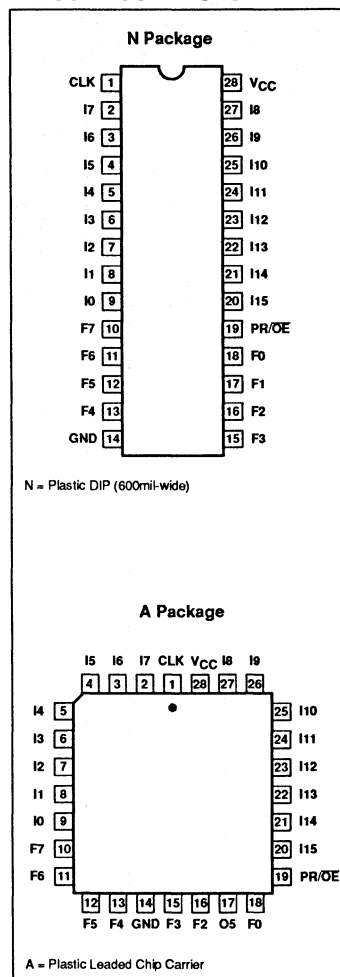 N Package
CLK 1 28 VCC
I7 2 27 I8
I6 3 26 I9
I5 4 25 I10
I4 5 24 I11
I3 6 23 I12
I2 7 22 I13
I1 8 21 I14
I0 9 20 I15
F7 10 19 PR/O̅E̅
F6 11 18 F0
F5 12 17 F1
F4 13 16 F2
GND 14 15 F3
N = Plastic DIP (600mil-wide)
A Package
I5 I6 I7 CLK VCC I8 I9
4 3 2 1 28 27 26
I4 5 25 I10
I3 6 24 I11
I2 7 23 I12
I1 8 22 I13
I0 9 21 I14
F7 10 20 I15
F6 11 19 PR/O̅E̅
12 13 14 15 16 17 18
F5 F4 GND F3 F2 O5 F0
A = Plastic Leaded Chip Carrier